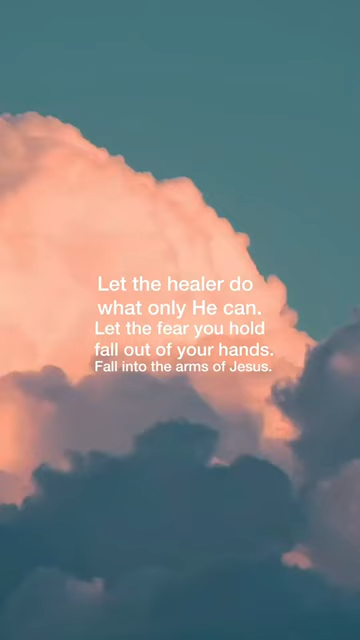 Let the healer do
what only He can.
Let the fear you hold
fall out of your hands.
Fall into the arms of Jesus.